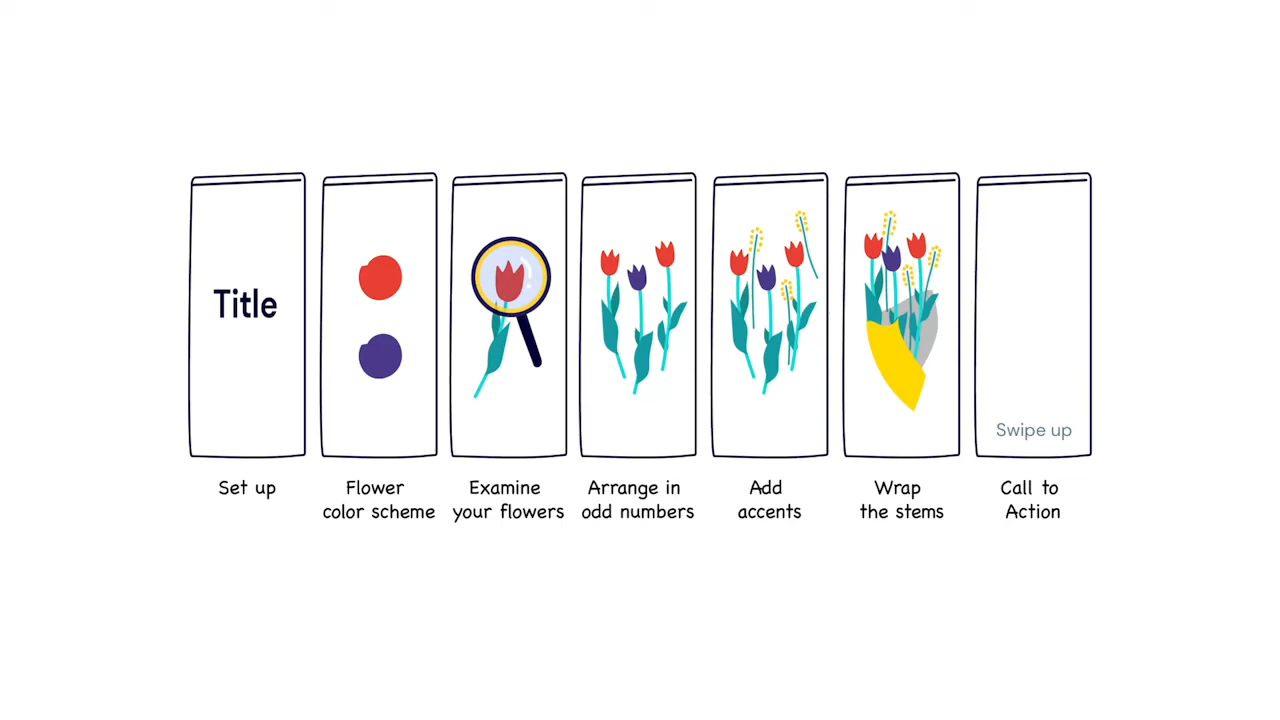 Title
Swipe up
Set up
Flower
color scheme
Examine
your flowers
Arrange in
odd numbers
Add
accents
Wrap
the stems
Call to
Action